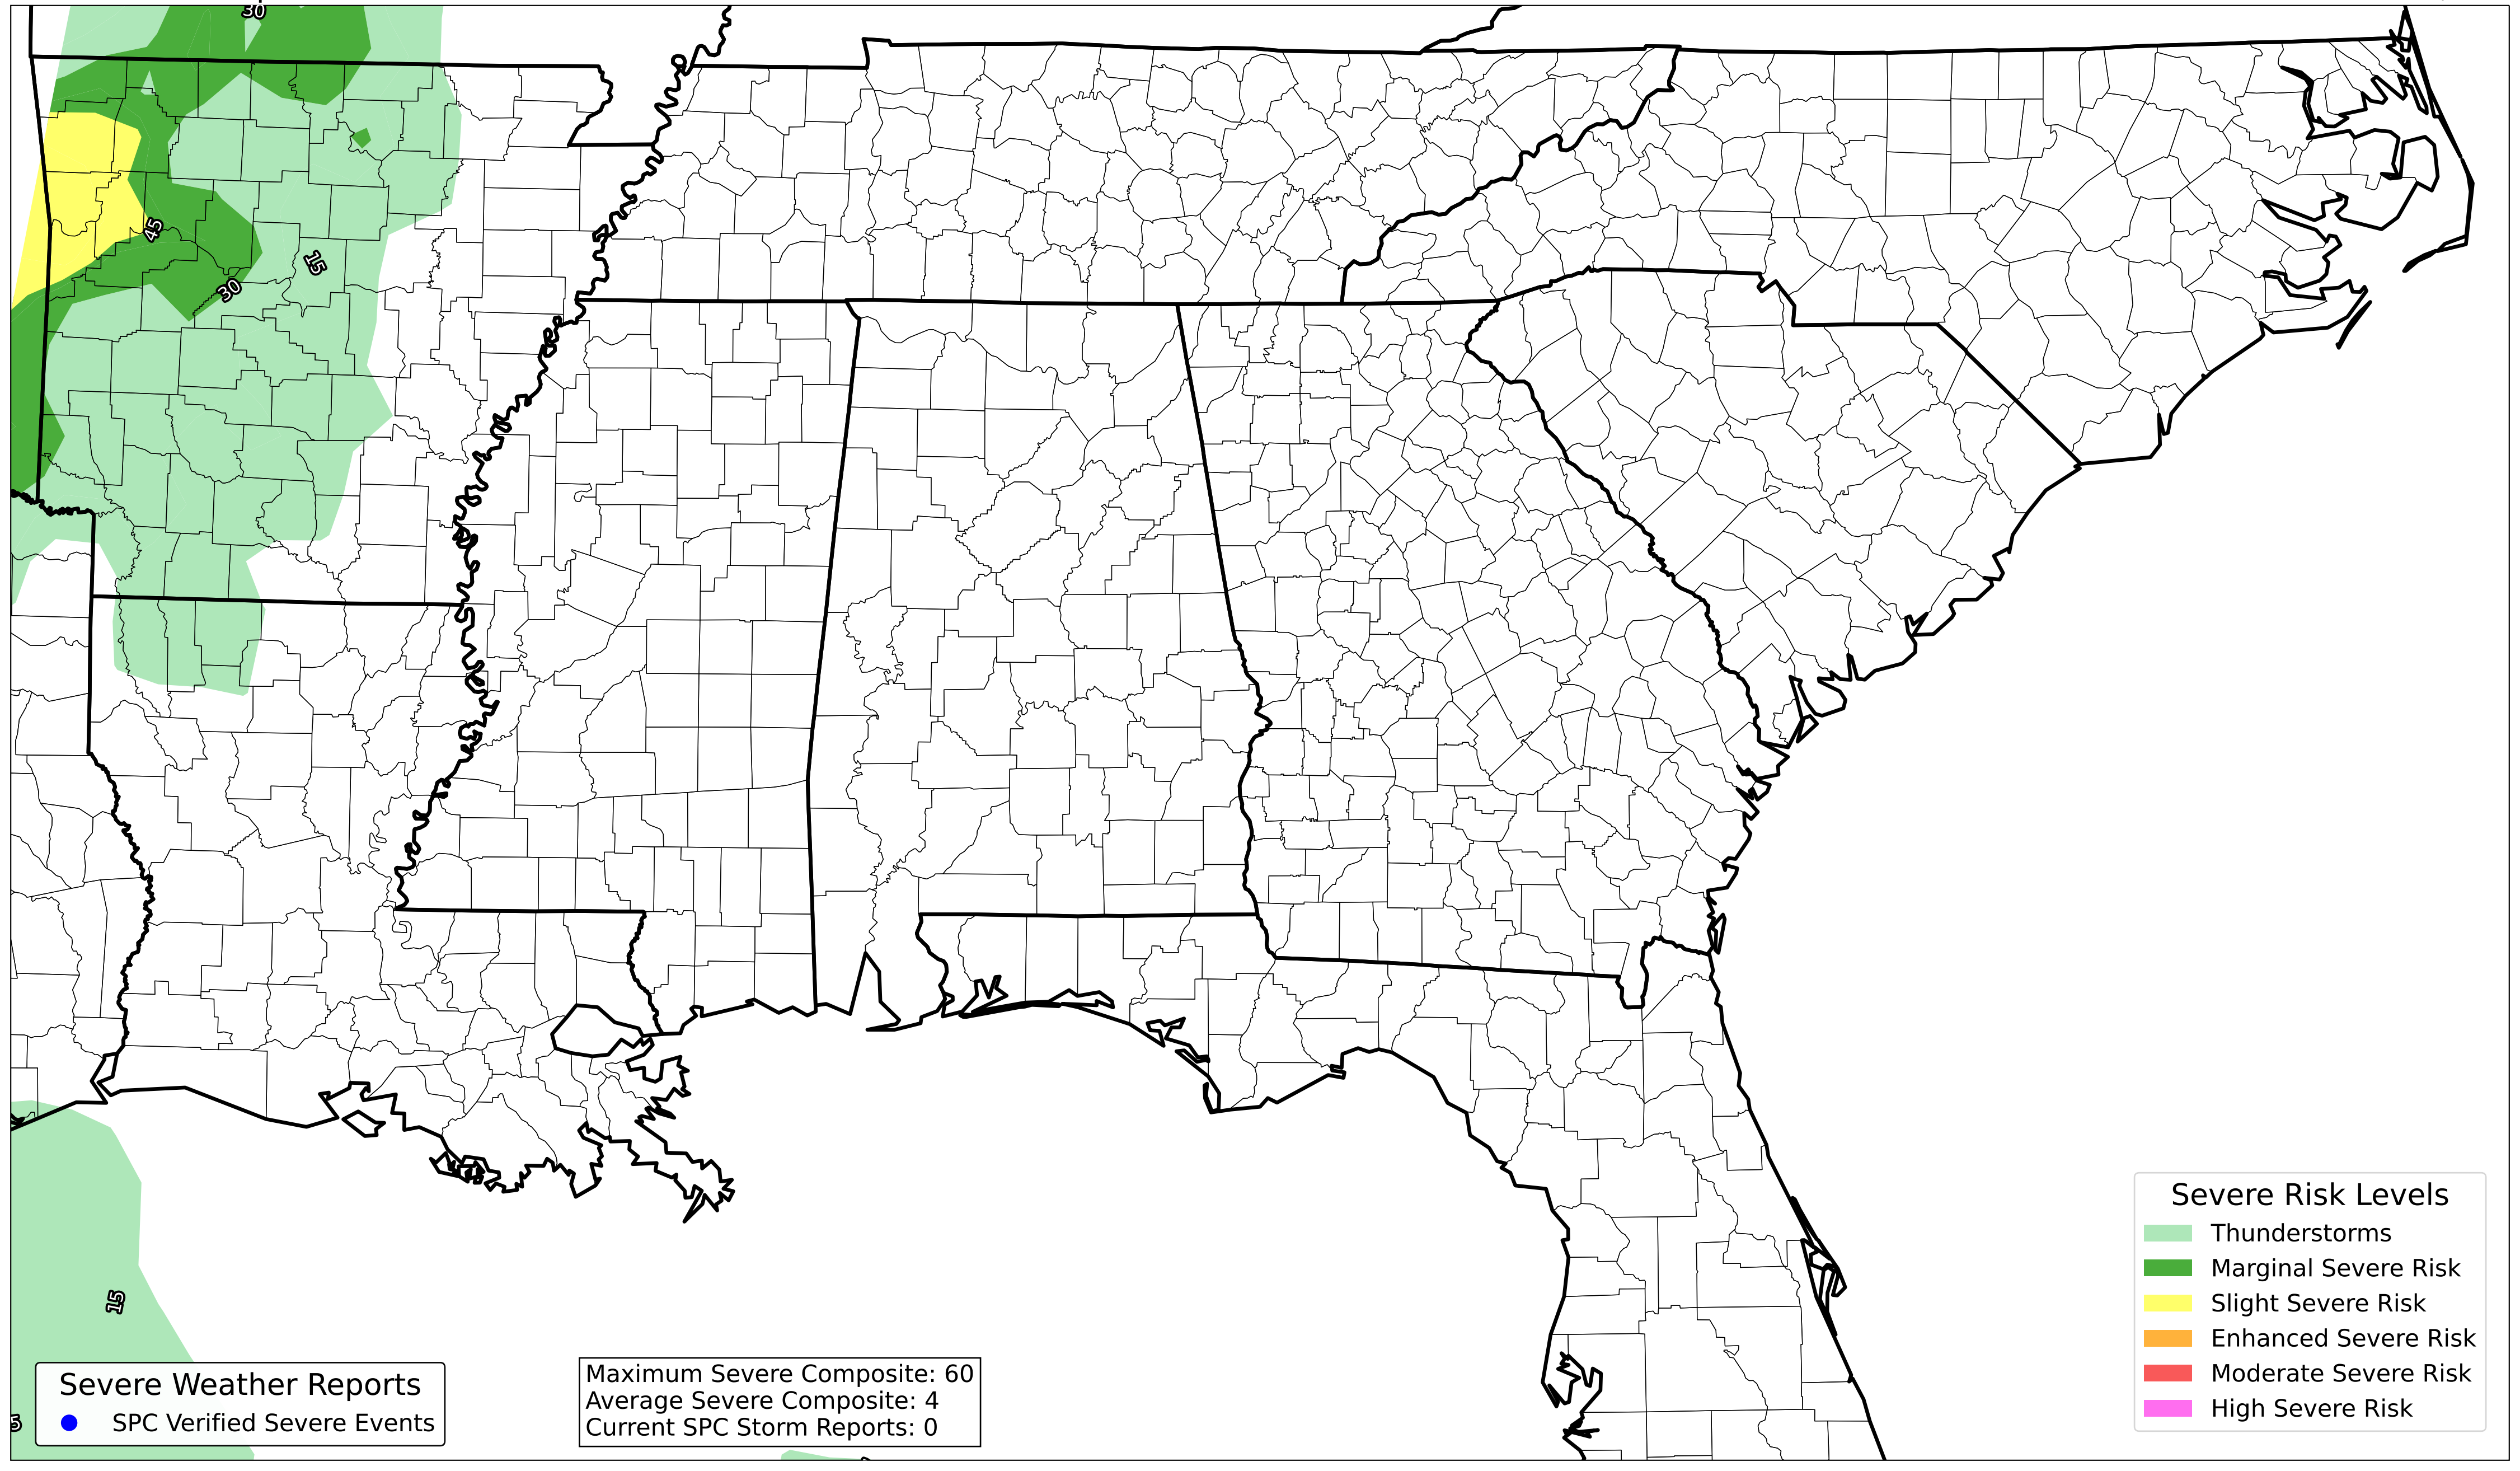 30
45
15
30
15
Severe Weather Reports
SPC Verified Severe Events
Maximum Severe Composite: 60
Average Severe Composite: 4
Current SPC Storm Reports: 0
Severe Risk Levels
Thunderstorms
Marginal Severe Risk
Slight Severe Risk
Enhanced Severe Risk
Moderate Severe Risk
High Severe Risk